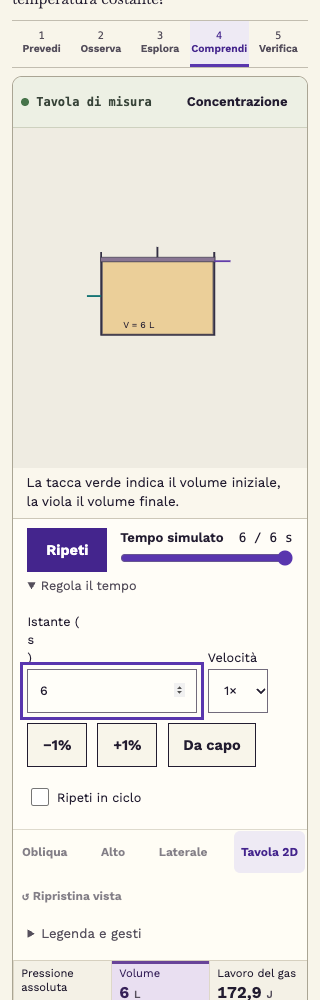 temperatura costante?
1 2 3 4 5
Prevedi Osserva Esplora Comprendi Verifica
Tavola di misura Concentrazione
V = 6 L
La tacca verde indica il volume iniziale,
la viola il volume finale.
Ripeti Tempo simulato 6 / 6 s
▼ Regola il tempo
Istante (
s
) Velocità
6 1×
−1% +1% Da capo
Ripeti in ciclo
Obliqua Alto Laterale Tavola 2D
↺ Ripristina vista
▶ Legenda e gesti
Pressione Volume Lavoro del gas
assoluta
6 L 172,9 J